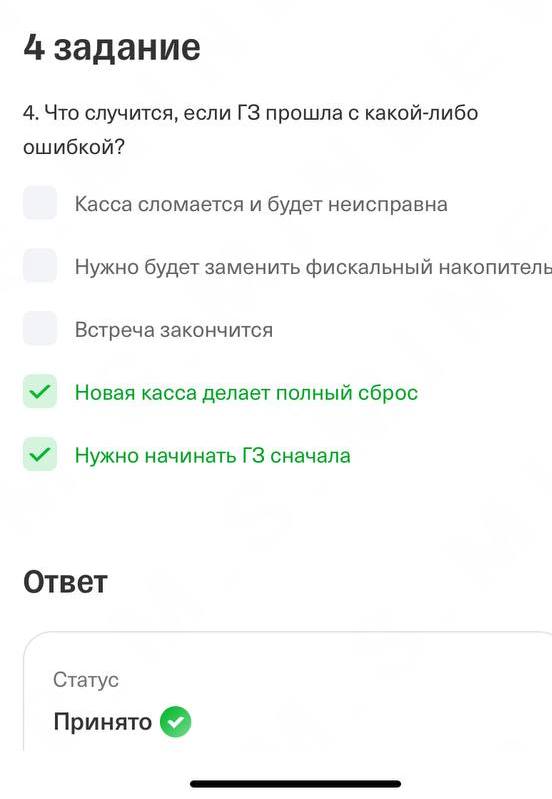 4 задание
4. Что случится, если ГЗ прошла с какой-либо
ошибкой?
Касса сломается и будет неисправна
Нужно будет заменить фискальный накопитель
Встреча закончится
Новая касса делает полный сброс
Нужно начинать ГЗ сначала
Ответ
Статус
Принято